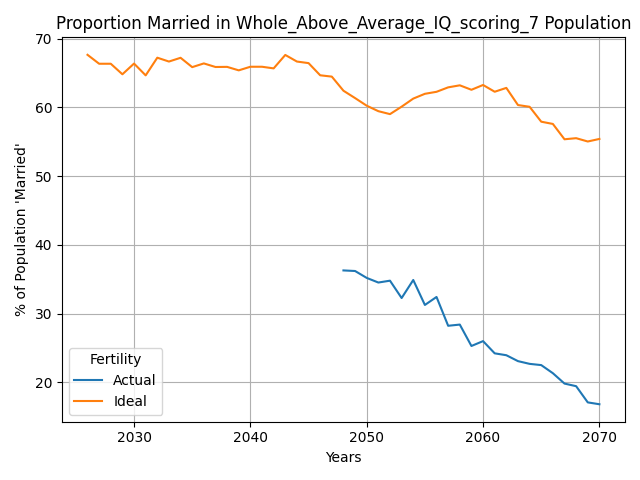 Proportion Married in Whole_Above_Average_IQ_scoring_7 Population
70
60
50
40
30
20
% of Population 'Married'
Fertility
Actual
Ideal
2030
2040
2050
2060
2070
Years